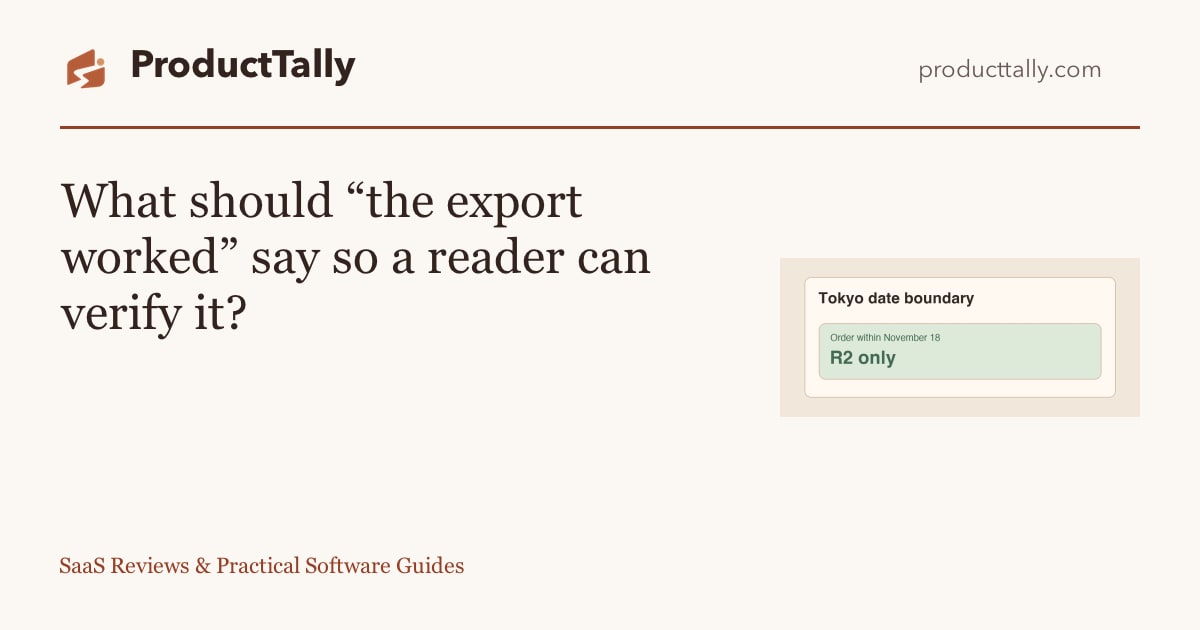 ProductTally
producttally.com
What should “the export
worked” say so a reader can
verify it?
Tokyo date boundary
Order within November 18
R2 only
SaaS Reviews & Practical Software Guides